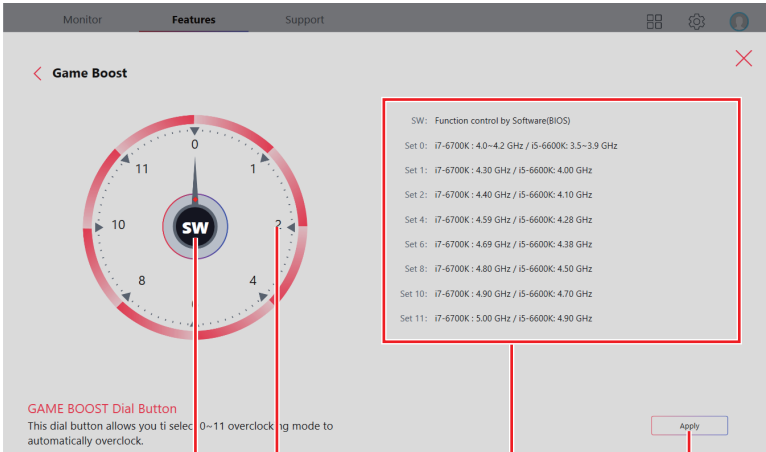 Monitor Features Support
Game Boost
0
11 1
10 2
SW
8 4
SW: Function control by Software(BIOS)
Set 0: i7-6700K : 4.0~4.2 GHz / i5-6600K: 3.5~3.9 GHz
Set 1: i7-6700K : 4.30 GHz / i5-6600K: 4.00 GHz
Set 2: i7-6700K : 4.40 GHz / i5-6600K: 4.10 GHz
Set 4: i7-6700K : 4.59 GHz / i5-6600K: 4.28 GHz
Set 6: i7-6700K : 4.69 GHz / i5-6600K: 4.38 GHz
Set 8: i7-6700K : 4.80 GHz / i5-6600K: 4.50 GHz
Set 10: i7-6700K : 4.90 GHz / i5-6600K: 4.70 GHz
Set 11: i7-6700K : 5.00 GHz / i5-6600K: 4.90 GHz
GAME BOOST Dial Button
This dial button allows you ti select 0~11 overclocking mode to
automatically overclock.
Apply